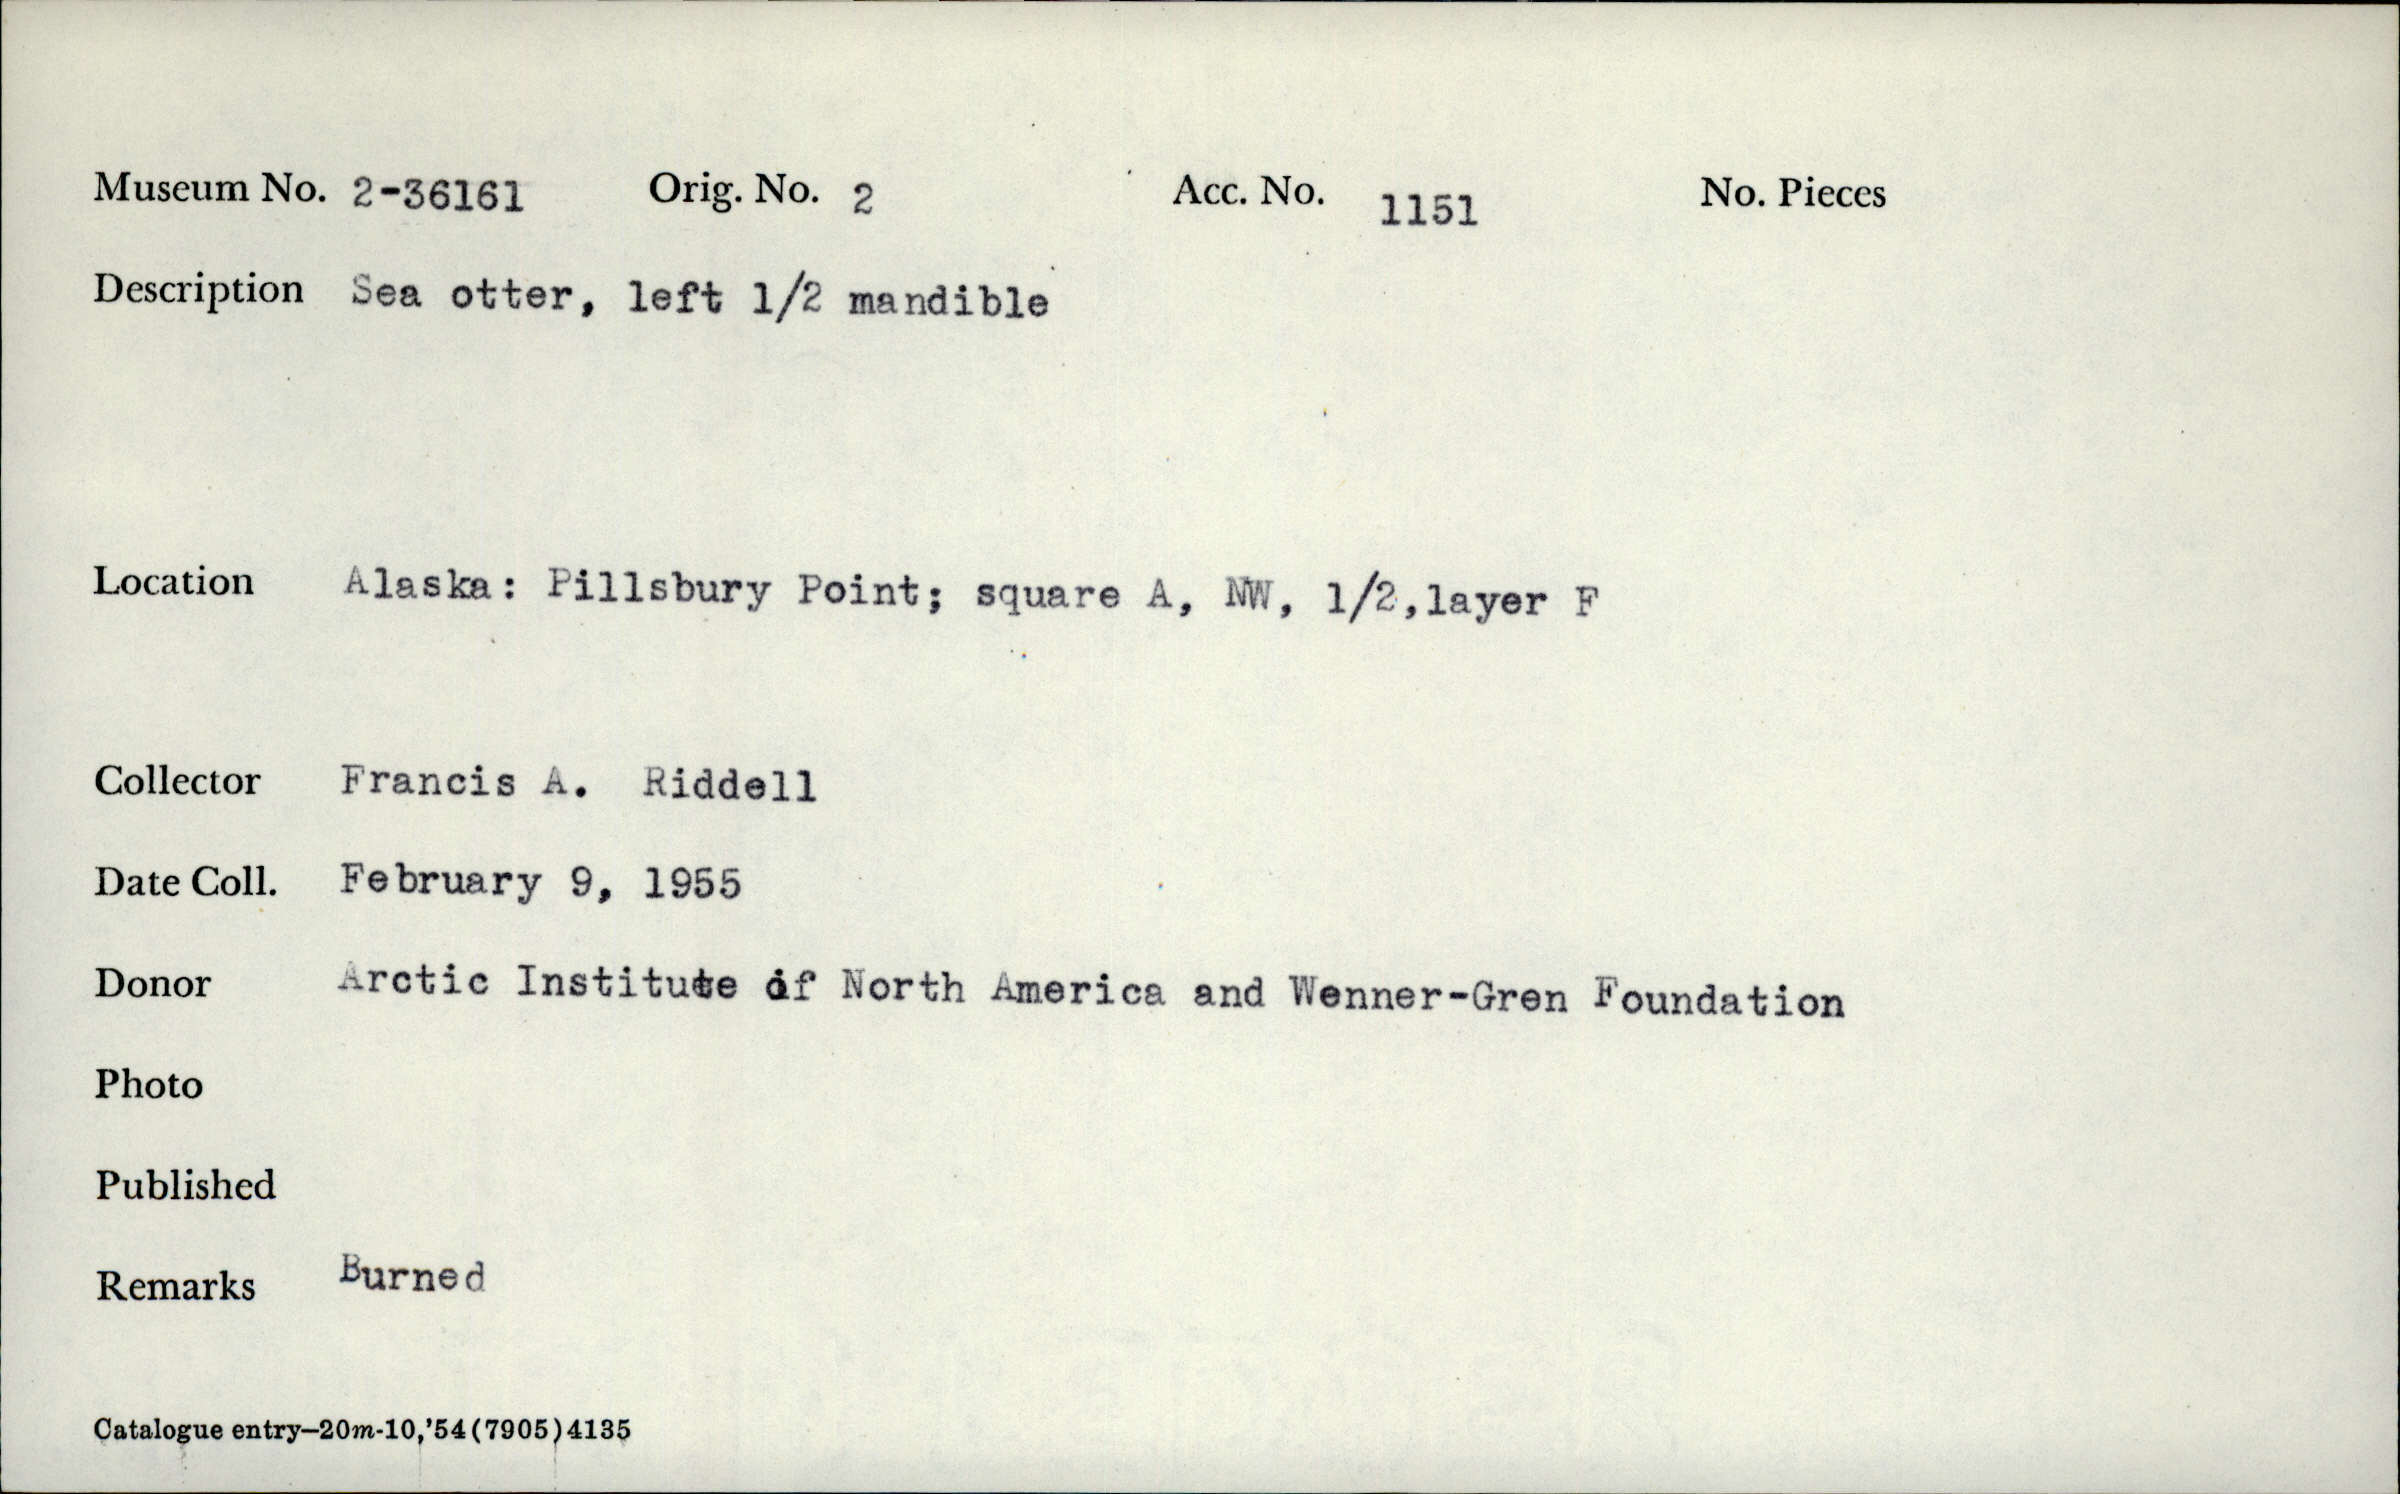 Museum No. 2-36161 Orig. No. 2 Acc. No. 1151 No. Pieces
Description Sea otter, left 1/2 mandible
Location Alaska: Pillsbury Point; square A, NW, 1/2,layer F
Collector Francis A. Riddell
Date Coll. February 9, 1955
Donor Arctic Institute of North America and Wenner-Gren Foundation
Photo
Published
Remarks Burned
Catalogue entry—20m-10,'54(7905)4135